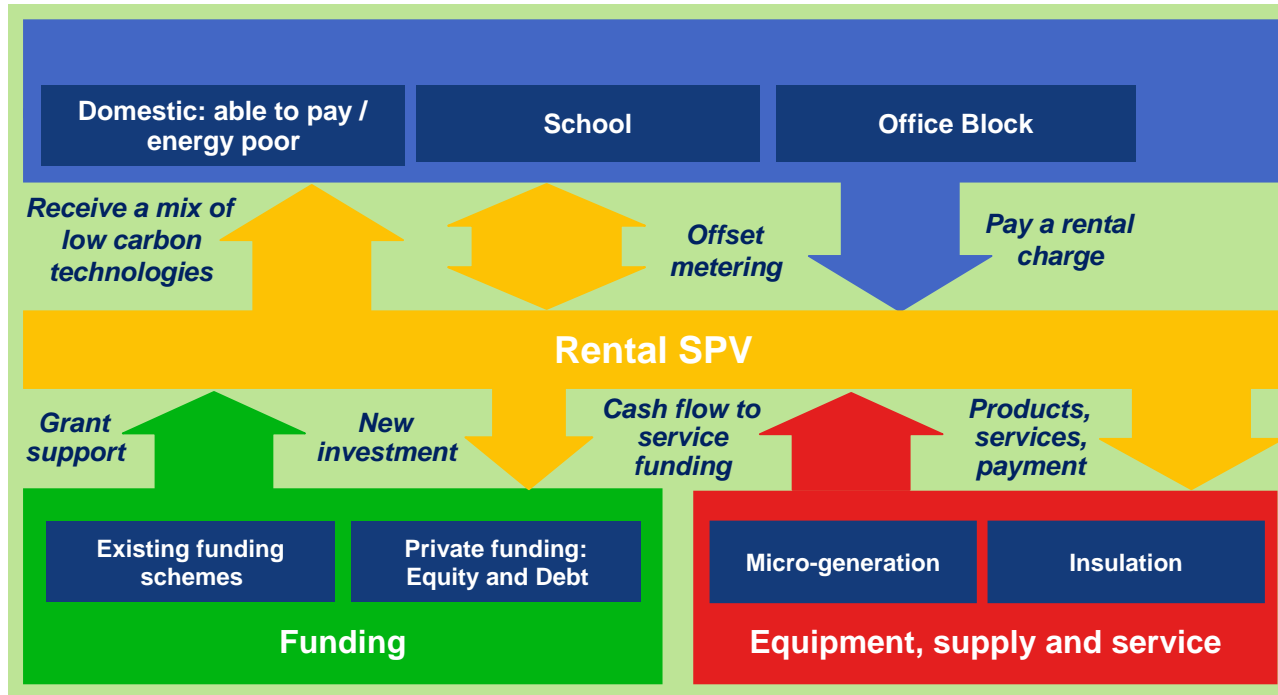 Domestic: able to pay /
energy poor
School
Office Block
Receive a mix of
low carbon
technologies
Offset
metering
Pay a rental
charge
Rental SPV
Grant
support
New
investment
Cash flow to
service
funding
Products,
services,
payment
Existing funding
schemes
Private funding:
Equity and Debt
Micro-generation
Insulation
Funding
Equipment, supply and service